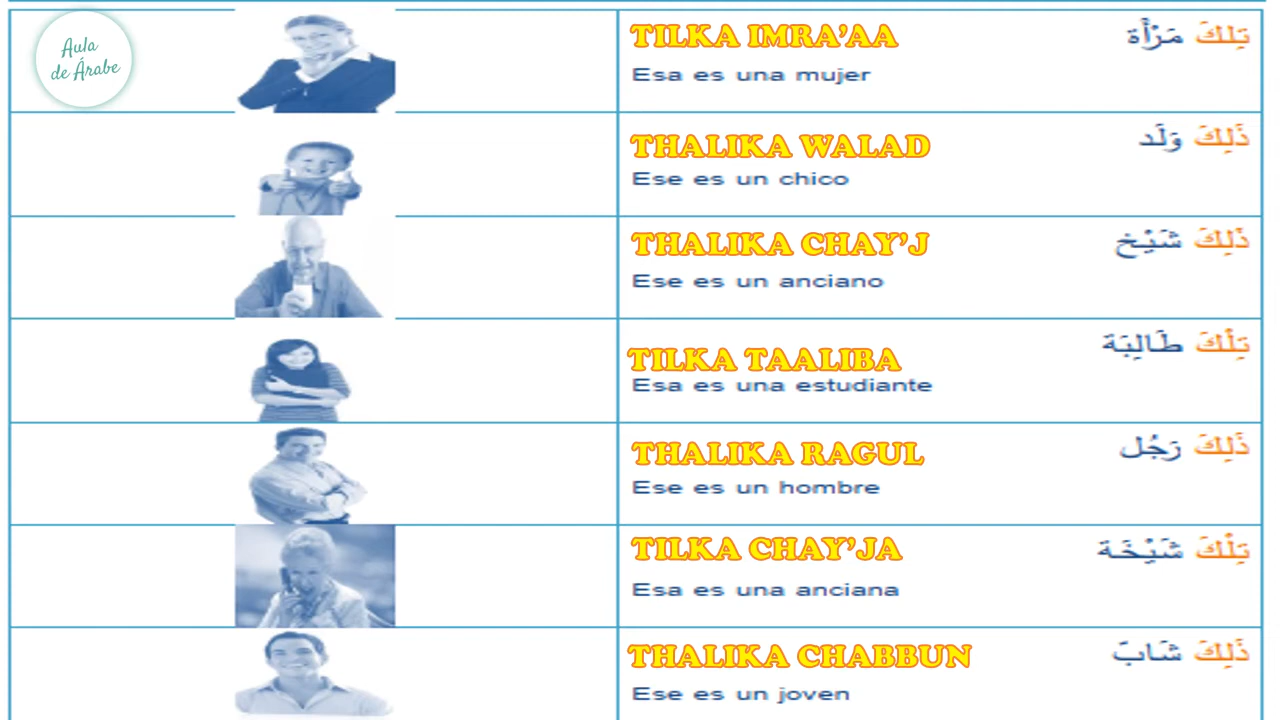 Aula
de Árabe
TILKA IMRA’AA
تِلكَ مَرْأَة
Esa es una mujer
THALIKA WALAD
ذَلِكَ وَلَد
Ese es un chico
THALIKA CHAY’J
ذَلِكَ شَيْخ
Ese es un anciano
TILKA TAALIBA
تِلْكَ طَالِبَة
Esa es una estudiante
THALIKA RAGUL
ذَلِكَ رَجُل
Ese es un hombre
TILKA CHAY’JA
تِلْكَ شَيْخَة
Esa es una anciana
THALIKA CHABBUN
ذَلِكَ شَابّ
Ese es un joven